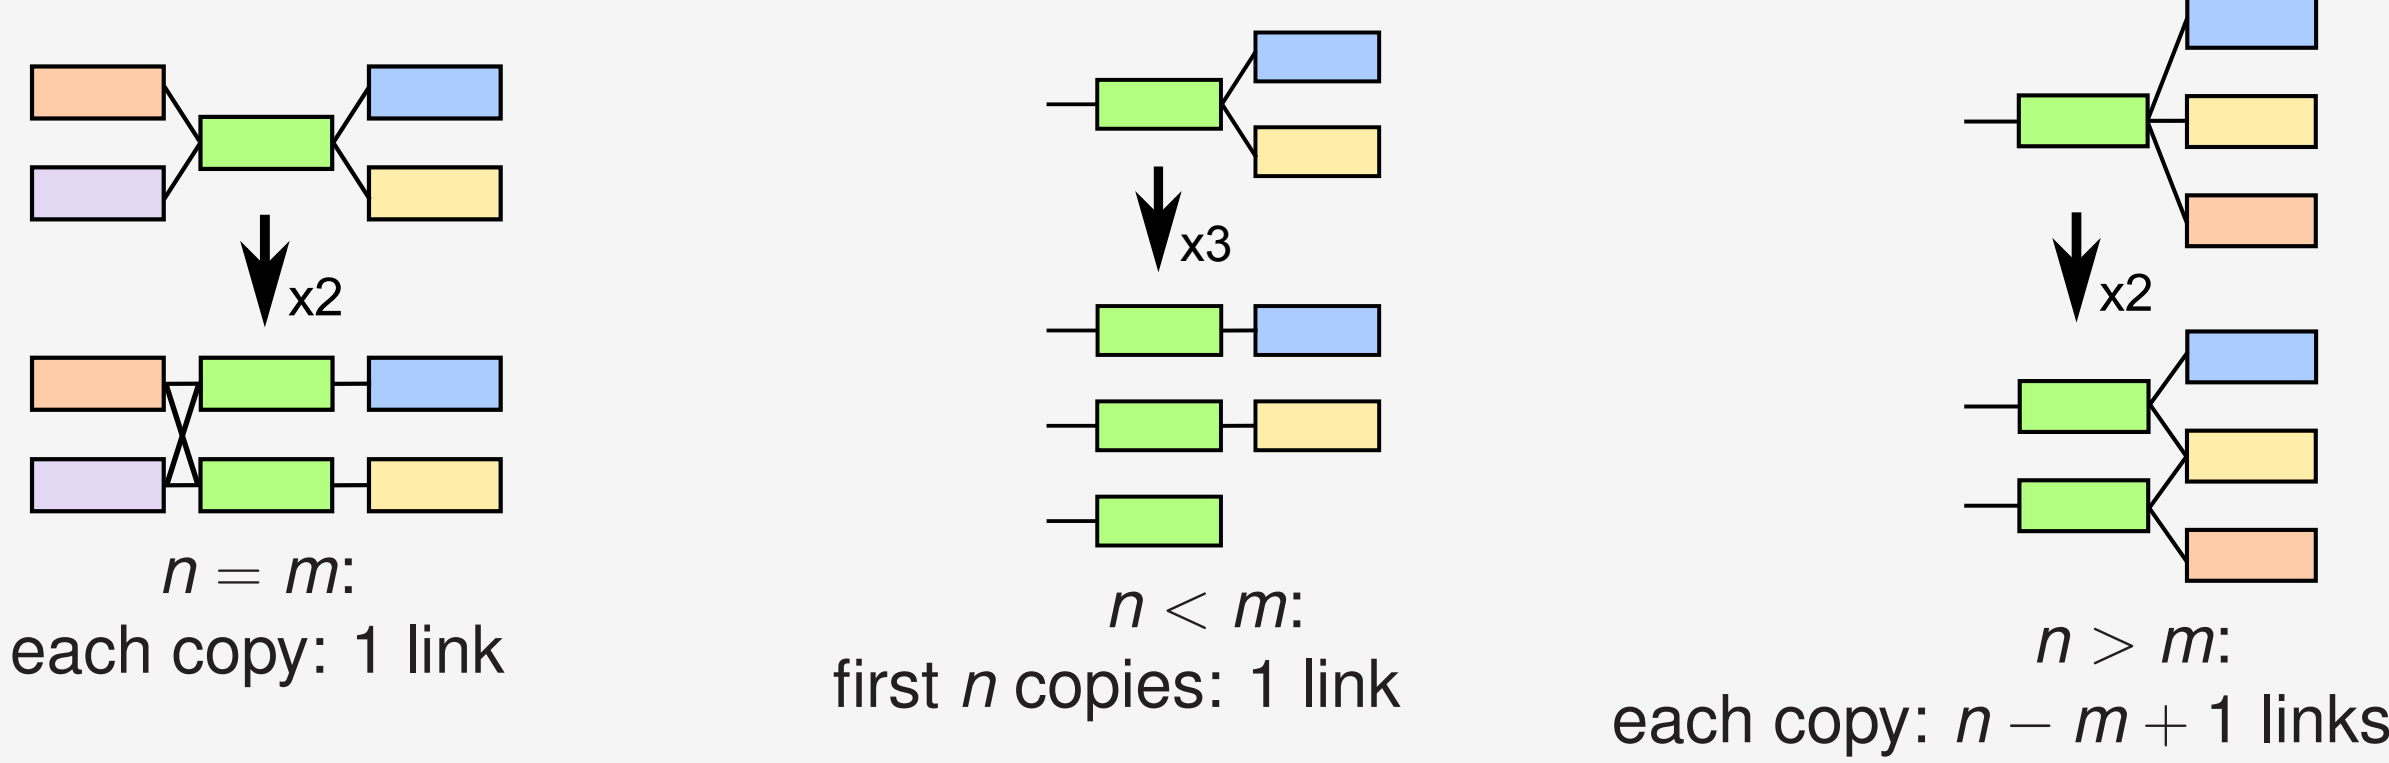 x2
n = m:
each copy: 1 link
x3
n < m:
first n copies: 1 link
x2
n > m:
each copy: n − m + 1 links